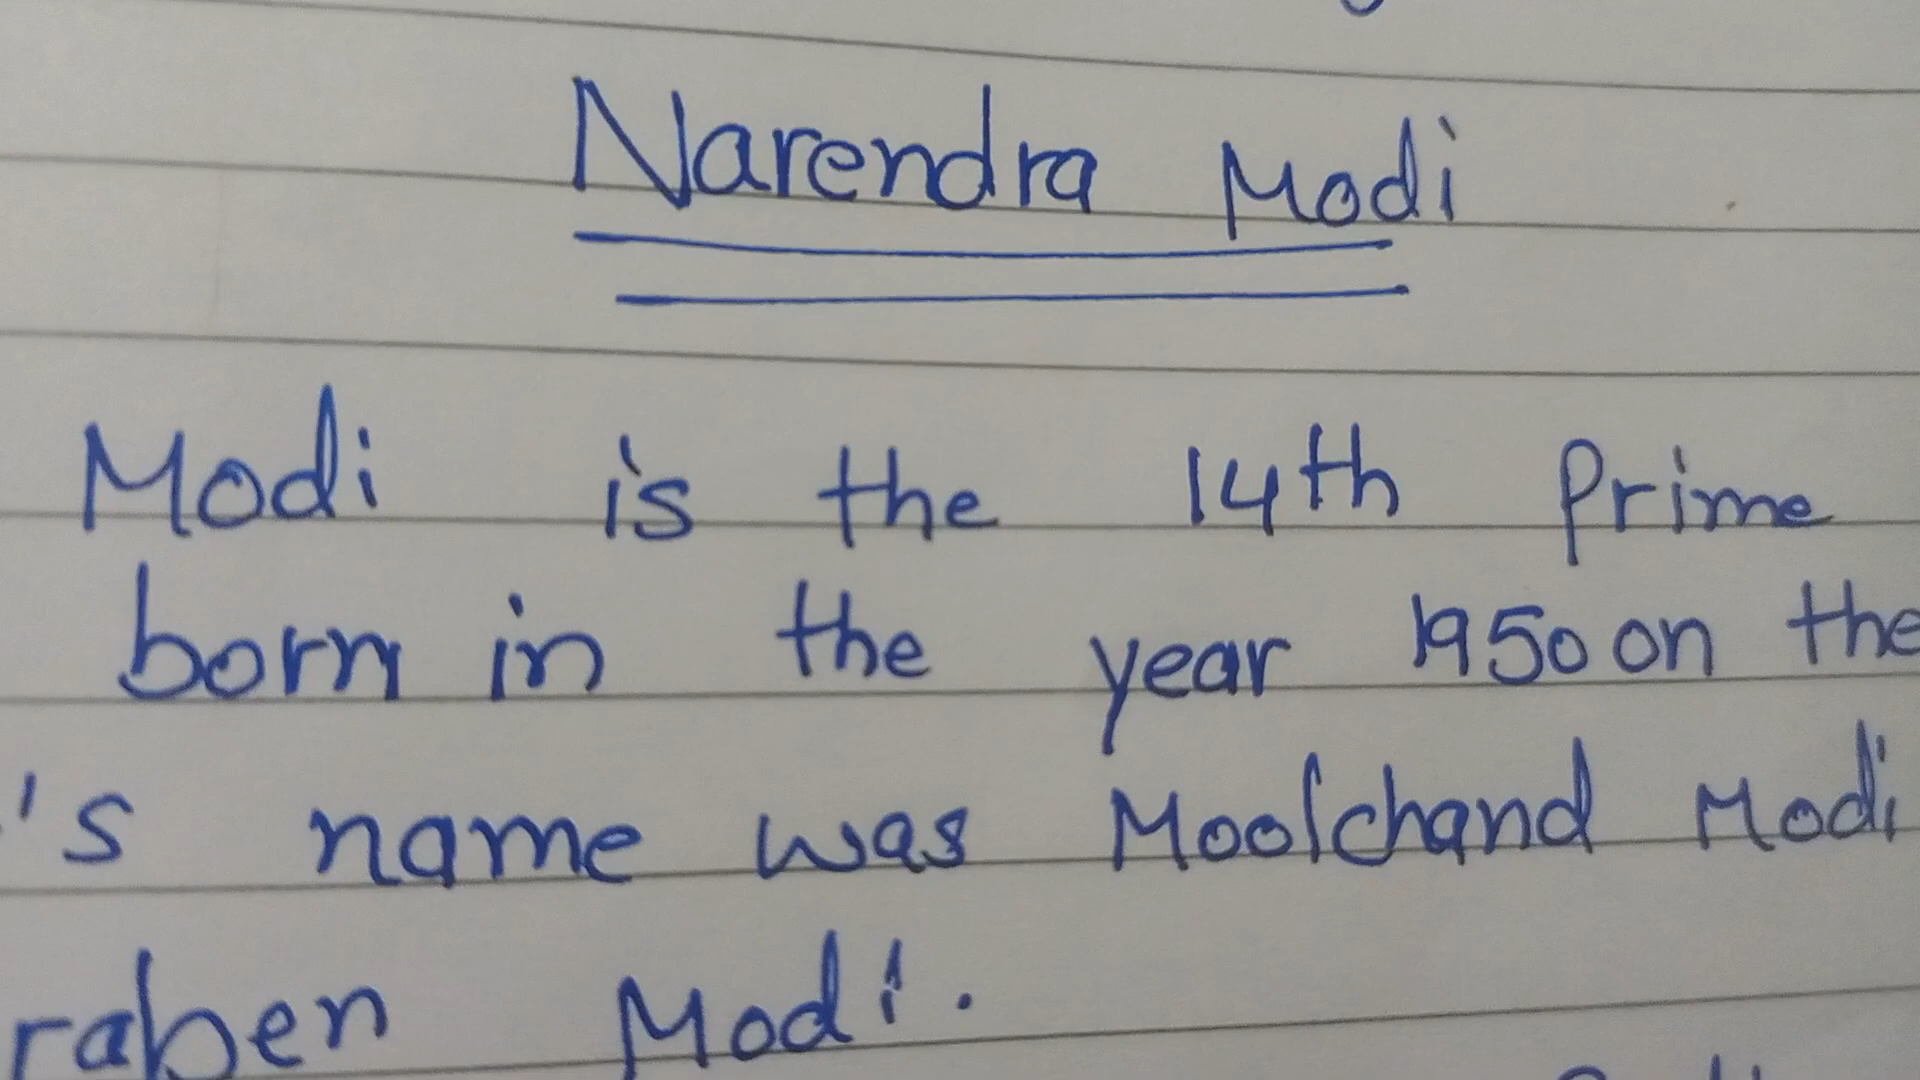 Narendra Modi
Modi is the 14th Prime
born in the year 1950 on the
's name was Moolchand Modi
raben Modi.